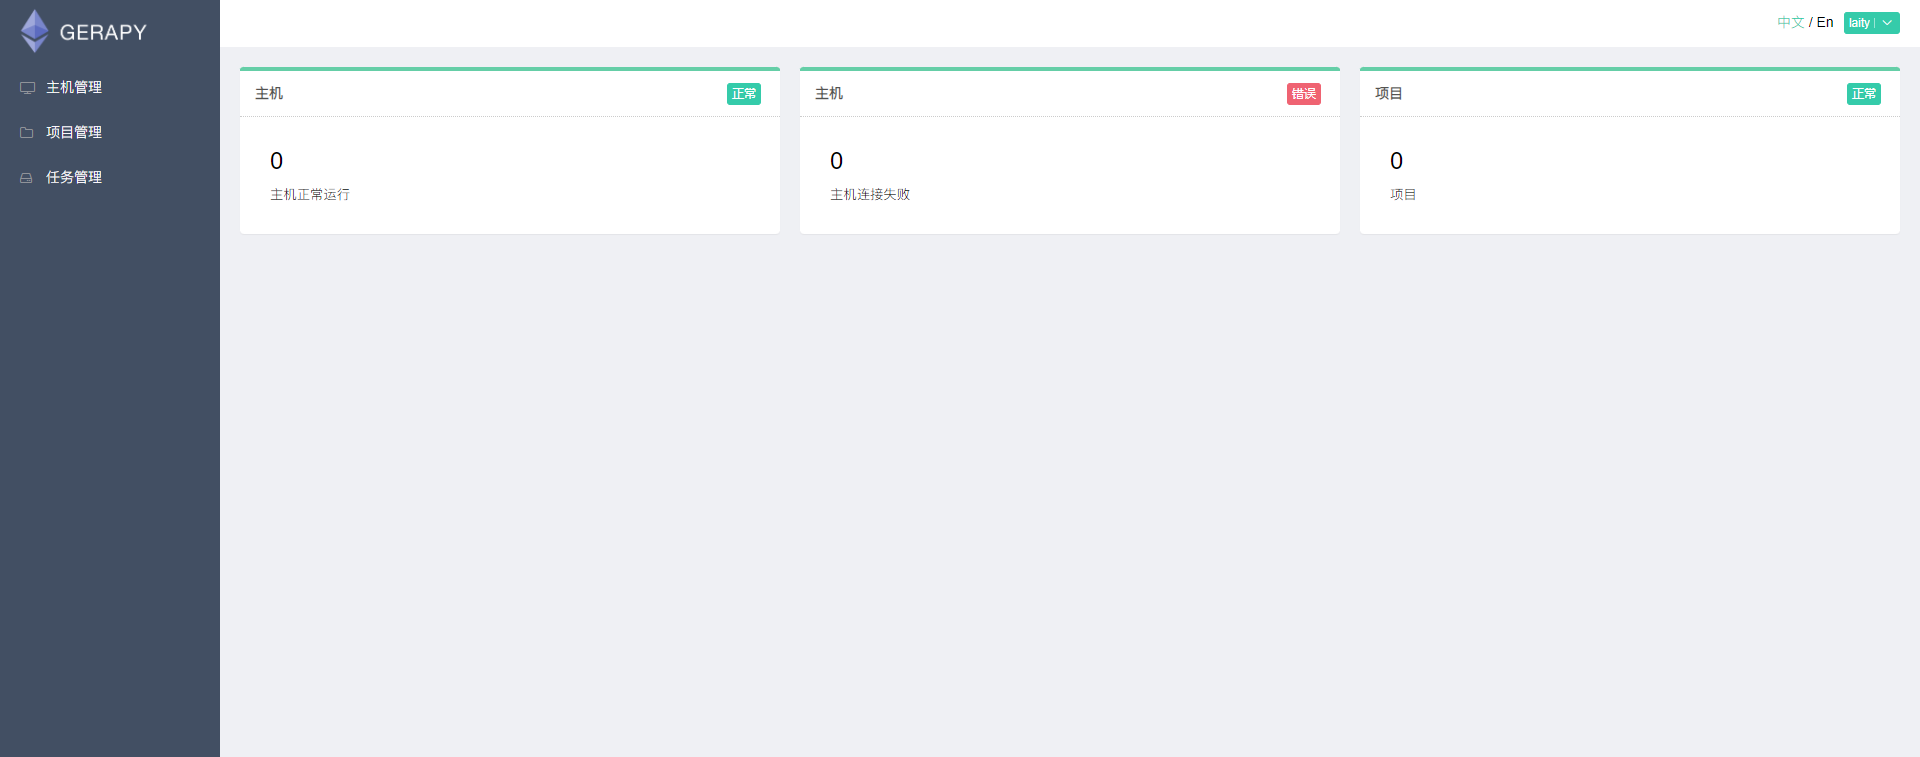 GERAPY
主机管理
项目管理
任务管理
中文 / En laity
主机 正常
0
主机正常运行
主机 错误
0
主机连接失败
项目 正常
0
项目